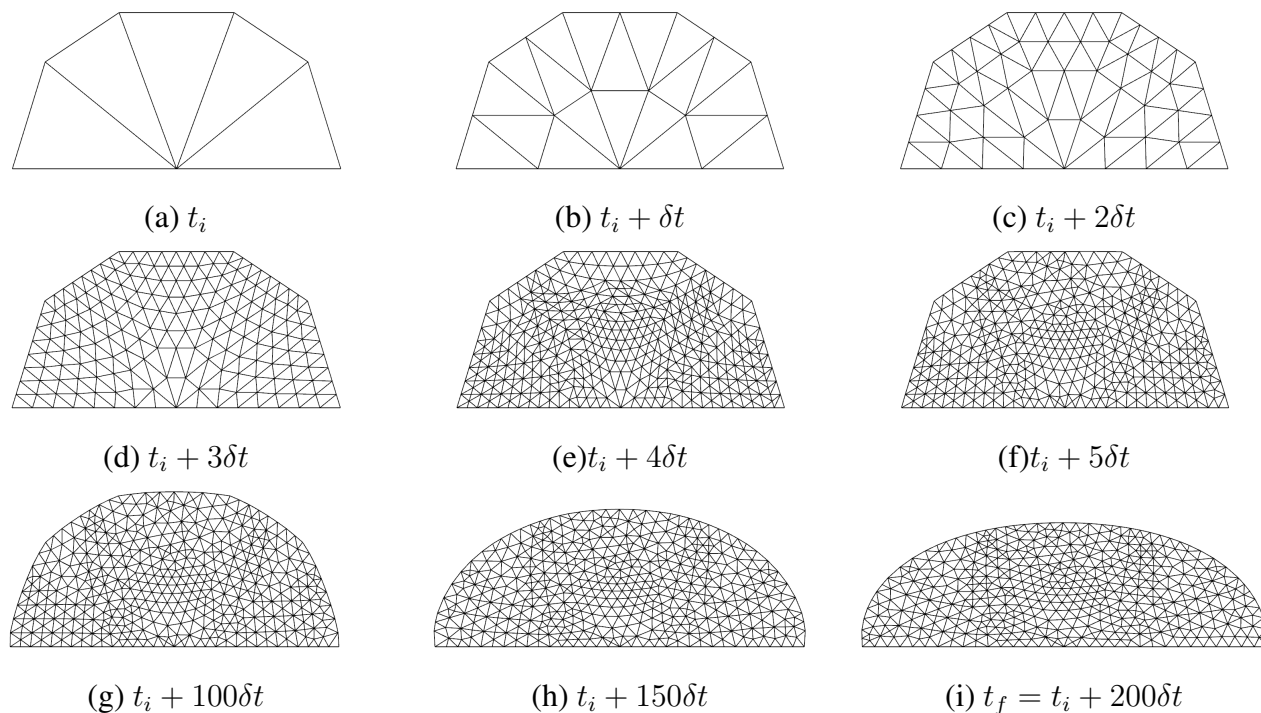 (a) $t_i$
(b) $t_i + \delta t$
(c) $t_i + 2\delta t$
(d) $t_i + 3\delta t$
(e)$t_i + 4\delta t$
(f)$t_i + 5\delta t$
(g) $t_i + 100\delta t$
(h) $t_i + 150\delta t$
(i) $t_f = t_i + 200\delta t$